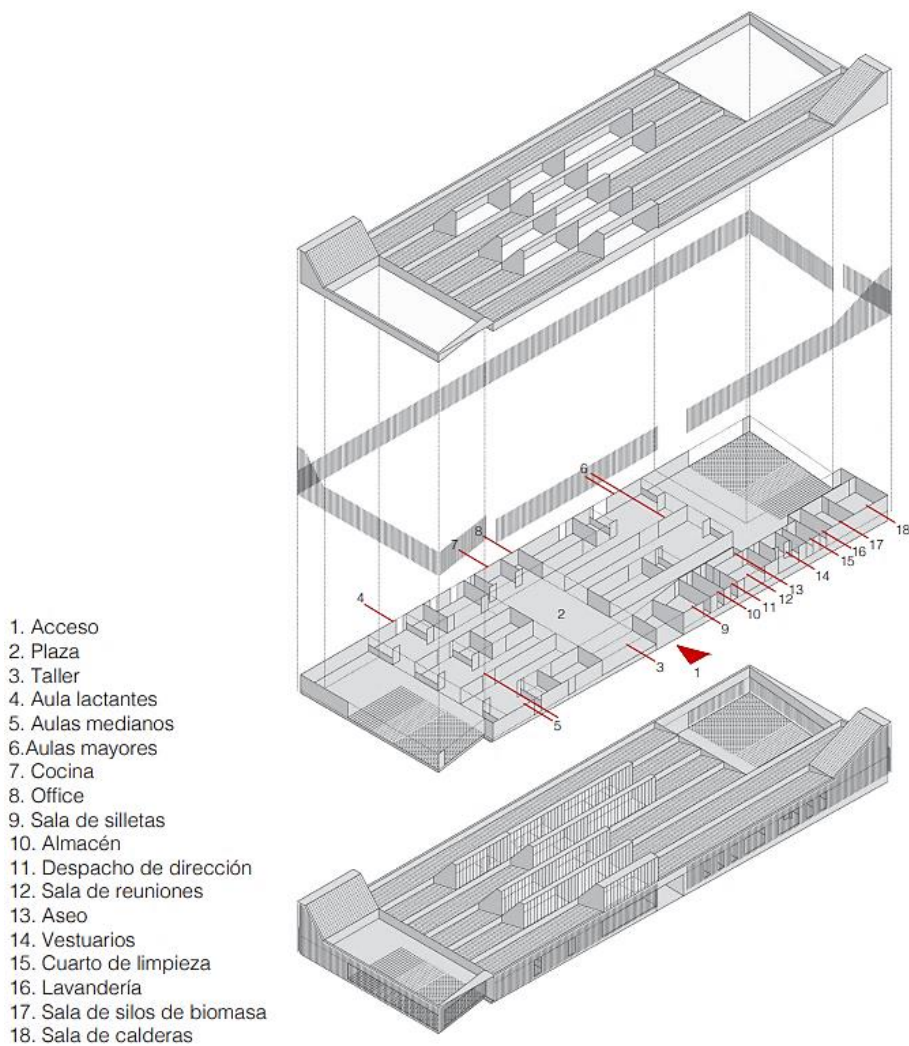 6
8
7
18
17
16
15
4
14
13
12
2
11
10
9
3
1
5
1. Acceso
2. Plaza
3. Taller
4. Aula lactantes
5. Aulas medianos
6.Aulas mayores
7. Cocina
8. Office
9. Sala de silletas
10. Almacén
11. Despacho de dirección
12. Sala de reuniones
13. Aseo
14. Vestuarios
15. Cuarto de limpieza
16. Lavandería
17. Sala de silos de biomasa
18. Sala de calderas